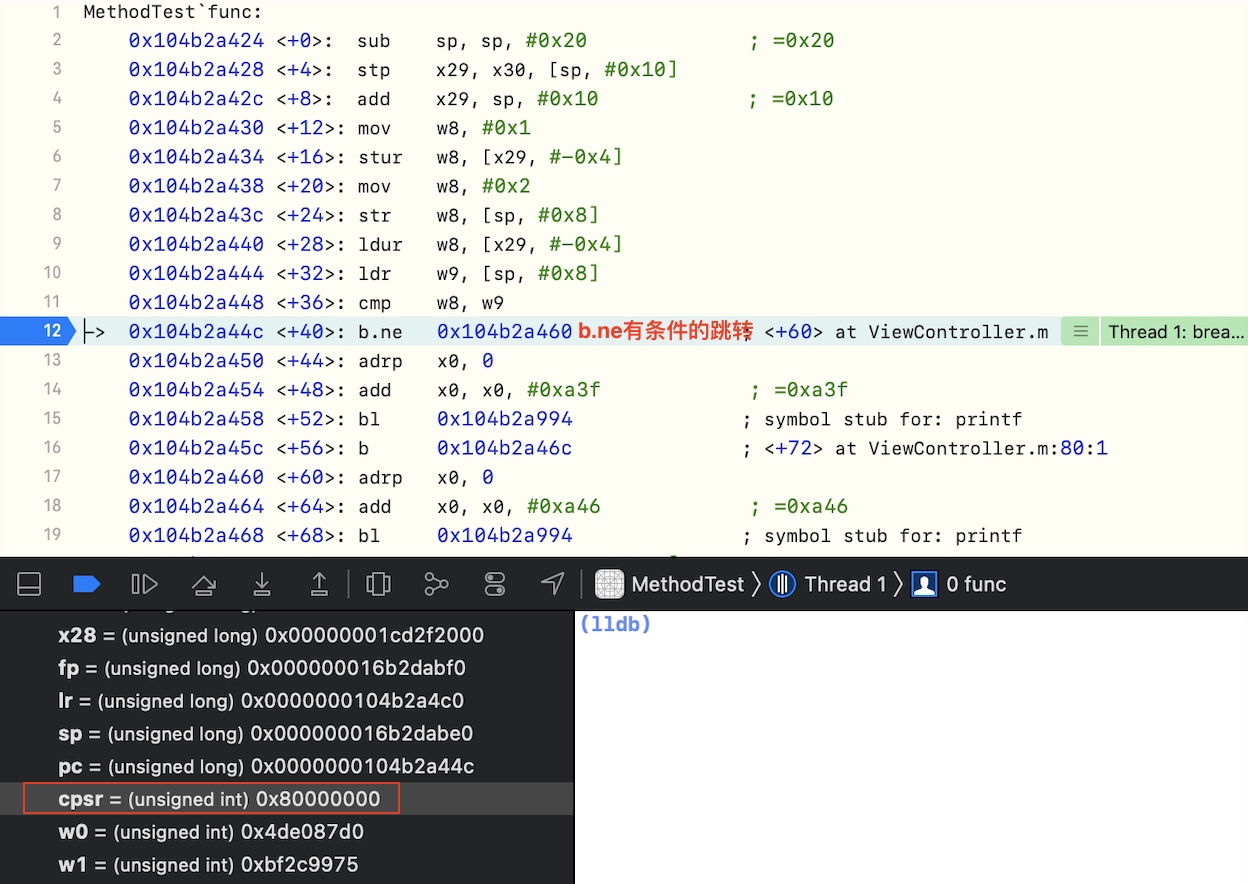 1 MethodTest`func:
2 0x104b2a424 <+0>: sub sp, sp, #0x20 ; =0x20
3 0x104b2a428 <+4>: stp x29, x30, [sp, #0x10]
4 0x104b2a42c <+8>: add x29, sp, #0x10 ; =0x10
5 0x104b2a430 <+12>: mov w8, #0x1
6 0x104b2a434 <+16>: stur w8, [x29, #-0x4]
7 0x104b2a438 <+20>: mov w8, #0x2
8 0x104b2a43c <+24>: str w8, [sp, #0x8]
9 0x104b2a440 <+28>: ldur w8, [x29, #-0x4]
10 0x104b2a444 <+32>: ldr w9, [sp, #0x8]
11 0x104b2a448 <+36>: cmp w8, w9
12 -> 0x104b2a44c <+40>: b.ne 0x104b2a460 b.ne有条件的跳转 ; <+60> at ViewController.m Thread 1: brea...
13 0x104b2a450 <+44>: adrp x0, 0
14 0x104b2a454 <+48>: add x0, x0, #0xa3f ; =0xa3f
15 0x104b2a458 <+52>: bl 0x104b2a994 ; symbol stub for: printf
16 0x104b2a45c <+56>: b 0x104b2a46c ; <+72> at ViewController.m:80:1
17 0x104b2a460 <+60>: adrp x0, 0
18 0x104b2a464 <+64>: add x0, x0, #0xa46 ; =0xa46
19 0x104b2a468 <+68>: bl 0x104b2a994 ; symbol stub for: printf
MethodTest Thread 1 0 func
x28 = (unsigned long) 0x00000001cd2f2000
fp = (unsigned long) 0x000000016b2dabf0
lr = (unsigned long) 0x0000000104b2a4c0
sp = (unsigned long) 0x000000016b2dabe0
pc = (unsigned long) 0x0000000104b2a44c
cpsr = (unsigned int) 0x80000000
w0 = (unsigned int) 0x4de087d0
w1 = (unsigned int) 0xbf2c9975
(lldb)